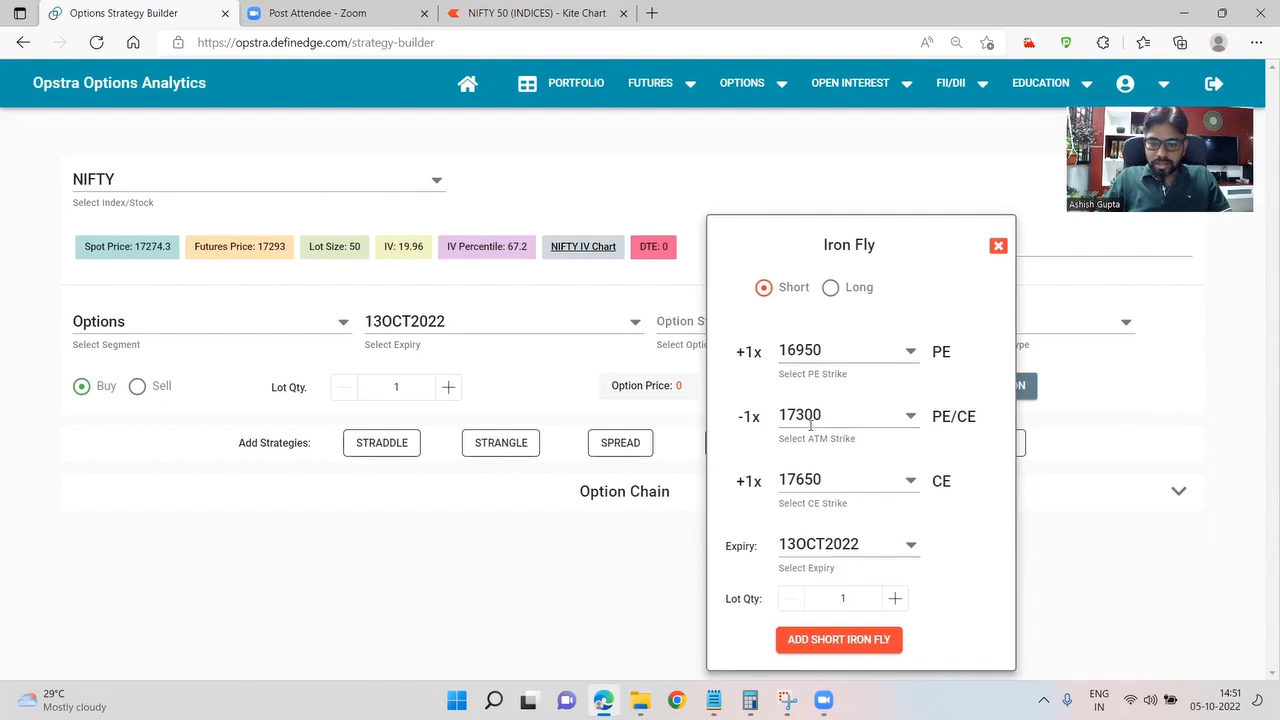 Options Strategy Builder
Post Attendee - Zoom
NIFTY 50 (INDICES) - Kite Chart
https://opstra.definedge.com/strategy-builder
Opstra Options Analytics
PORTFOLIO
FUTURES
OPTIONS
OPEN INTEREST
FII/DII
EDUCATION
Ashish Gupta
NIFTY
Select Index/Stock
Spot Price: 17274.3
Futures Price: 17293
Lot Size: 50
IV: 19.96
IV Percentile: 67.2
NIFTY IV Chart
DTE: 0
Options
Select Segment
13OCT2022
Select Expiry
Option S
Select Opti
ype
Buy
Sell
Lot Qty.
1
Option Price: 0
ON
Add Strategies:
STRADDLE
STRANGLE
SPREAD
Option Chain
Iron Fly
Short
Long
+1x
16950
PE
Select PE Strike
-1x
17300
PE/CE
Select ATM Strike
+1x
17650
CE
Select CE Strike
Expiry:
13OCT2022
Select Expiry
Lot Qty:
1
ADD SHORT IRON FLY
29°C
Mostly cloudy
ENG
IN
14:51
05-10-2022